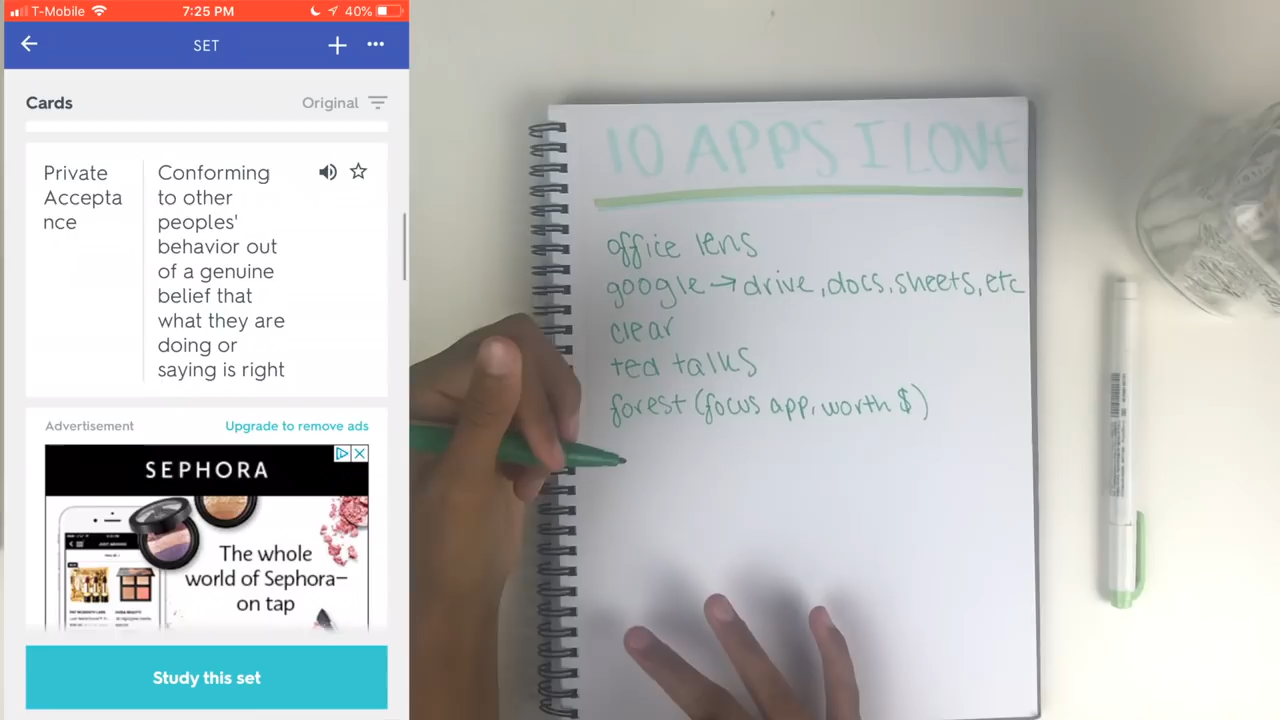 T-Mobile 7:25 PM 40%
SET
Cards Original
Private
Accepta
nce
Conforming
to other
peoples'
behavior out
of a genuine
belief that
what they are
doing or
saying is right
Advertisement Upgrade to remove ads
SEPHORA
The whole
world of Sephora—
on tap
Study this set
10 APPS I LOVE
office lens
google → drive, docs, sheets, etc
clear
ted talks
forest (focus app, worth $)